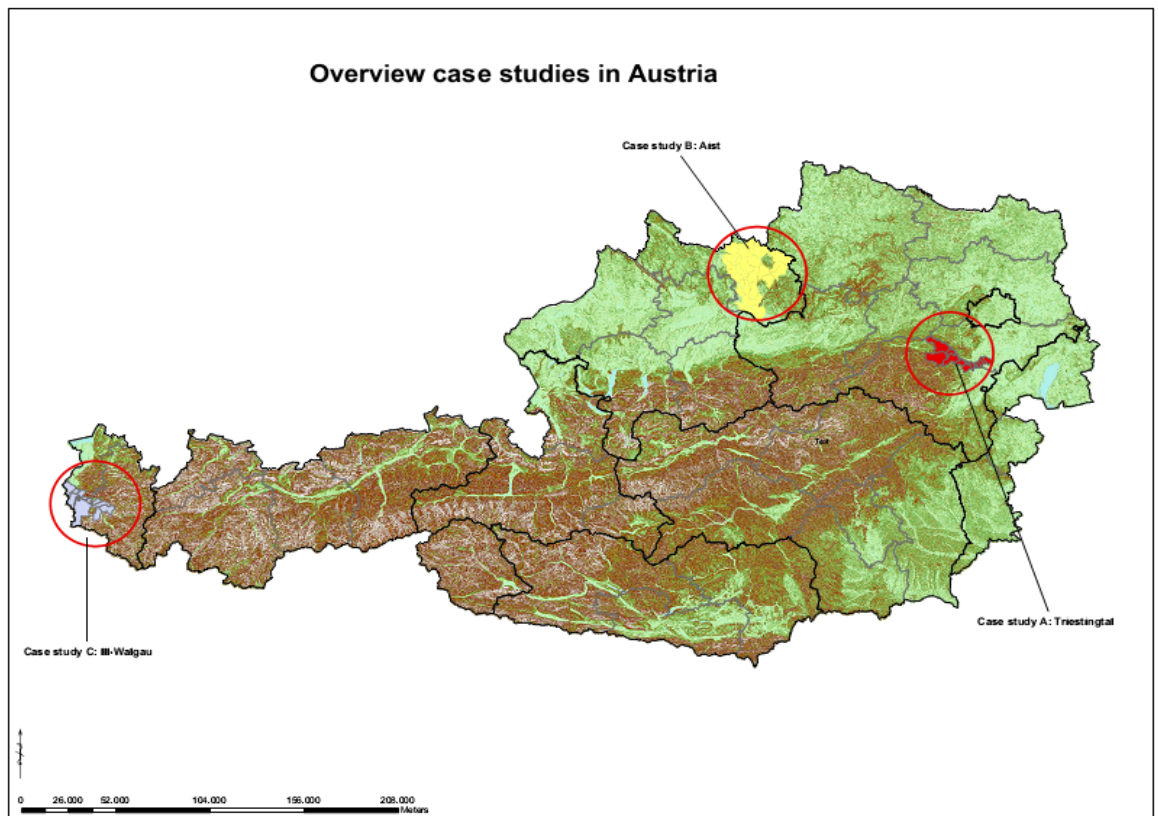 Overview case studies in Austria
Case study B: Aist
Text
Case study A: Triestingtal
Case study C: Ill-Walgau
0 26.000 52.000 104.000 156.000 208.000
Meters